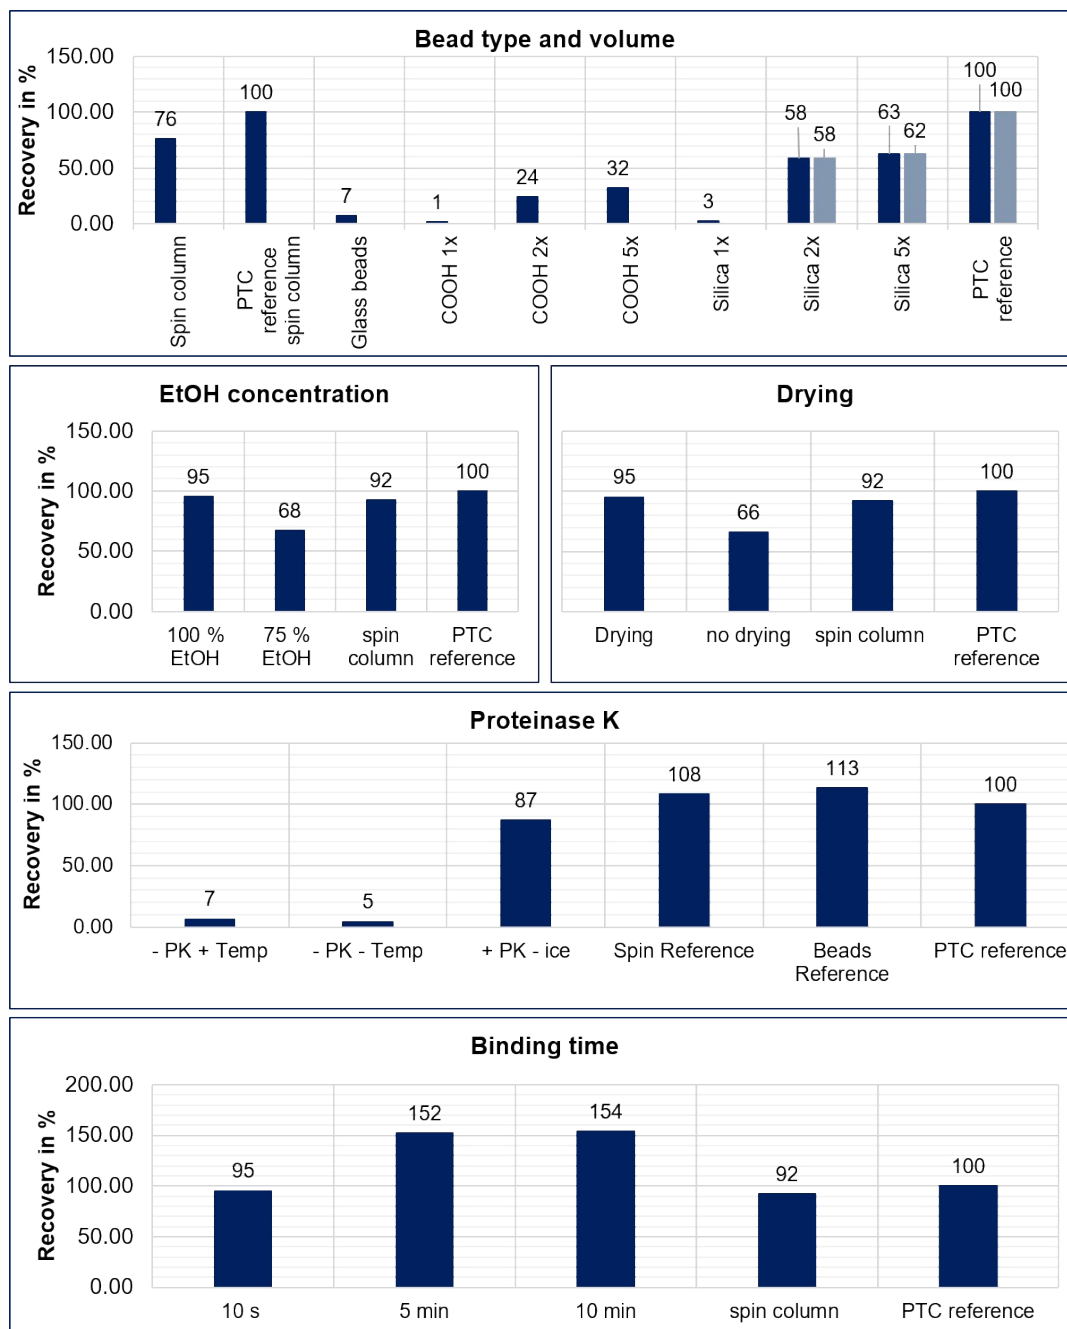 Bead type and volume
Recovery in %
150.00
100.00
50.00
0.00
76
100
7
1
24
32
3
58
58
63
62
100
100
Spin column
PTC
reference
spin column
Glass beads
COOH 1x
COOH 2x
COOH 5x
Silica 1x
Silica 2x
Silica 5x
PTC
reference
EtOH concentration
Recovery in %
150.00
100.00
50.00
0.00
95
68
92
100
100 %
EtOH
75 %
EtOH
spin
column
PTC
reference
Drying
95
66
92
100
Drying
no drying
spin column
PTC
reference
Proteinase K
Recovery in %
150.00
100.00
50.00
0.00
7
5
87
108
113
100
- PK + Temp
- PK - Temp
+ PK - ice
Spin Reference
Beads
Reference
PTC reference
Binding time
Recovery in %
200.00
150.00
100.00
50.00
0.00
95
152
154
92
100
10 s
5 min
10 min
spin column
PTC reference